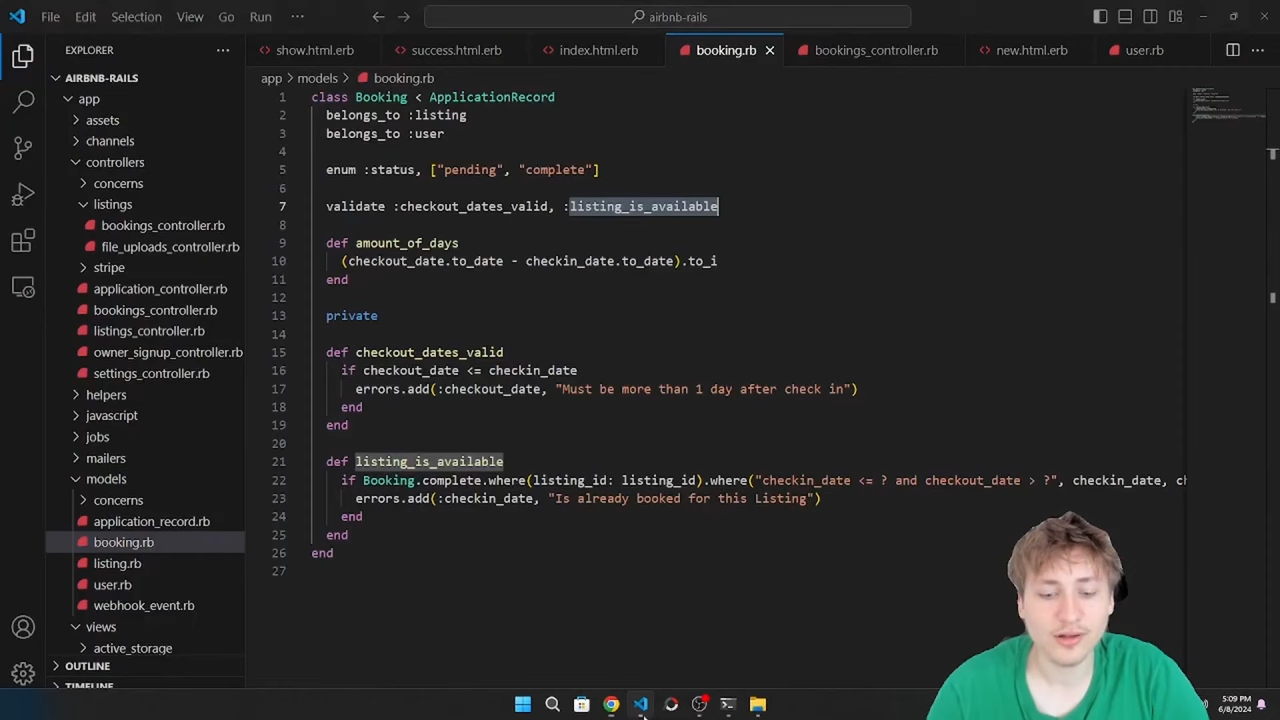 File Edit Selection View Go Run ··· airbnb-rails
EXPLORER ···
show.html.erb success.html.erb index.html.erb booking.rb bookings_controller.rb new.html.erb user.rb
AIRBNB-RAILS
app > models > booking.rb
app
assets
channels
controllers
concerns
listings
bookings_controller.rb
file_uploads_controller.rb
stripe
application_controller.rb
bookings_controller.rb
listings_controller.rb
owner_signup_controller.rb
settings_controller.rb
helpers
javascript
jobs
mailers
models
concerns
application_record.rb
booking.rb
listing.rb
user.rb
webhook_event.rb
views
active_storage
OUTLINE
TIMELINE
1 class Booking < ApplicationRecord
2 belongs_to :listing
3 belongs_to :user
4
5 enum :status, ["pending", "complete"]
6
7 validate :checkout_dates_valid, :listing_is_available
8
9 def amount_of_days
10 (checkout_date.to_date - checkin_date.to_date).to_i
11 end
12
13 private
14
15 def checkout_dates_valid
16 if checkout_date <= checkin_date
17 errors.add(:checkout_date, "Must be more than 1 day after check in")
18 end
19 end
20
21 def listing_is_available
22 if Booking.complete.where(listing_id: listing_id).where("checkin_date <= ? and checkout_date > ?", checkin_date, ch
23 errors.add(:checkin_date, "Is already booked for this Listing")
24 end
25 end
26 end
27
5:09 PM
6/8/2024